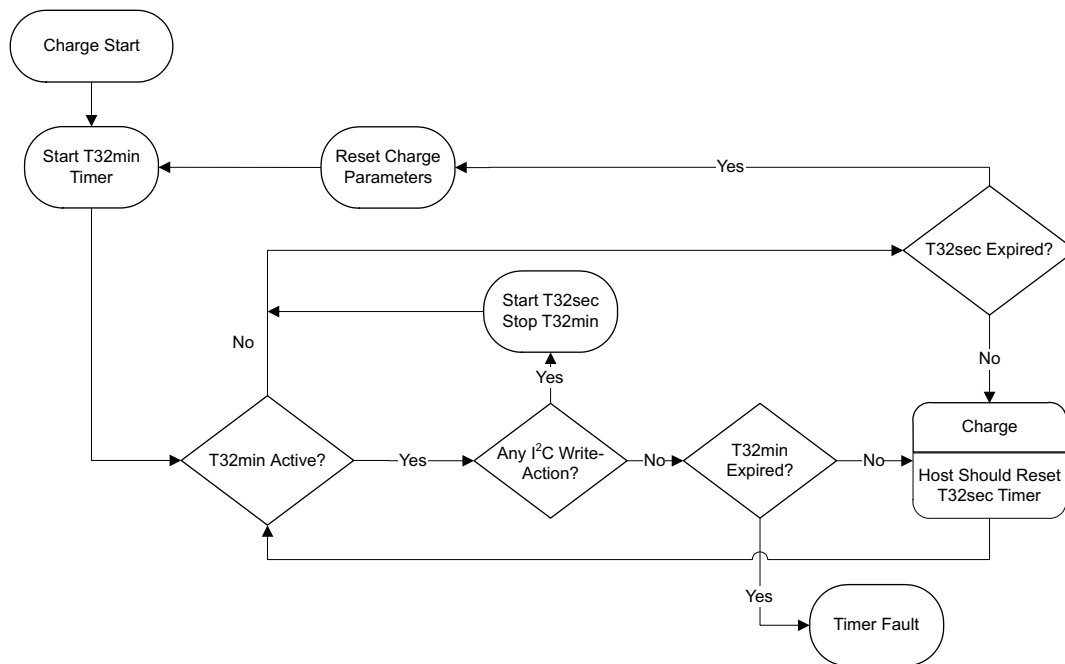 Charge Start
Start T32min
Timer
Reset Charge
Parameters
Yes
T32sec Expired?
Start T32sec
Stop T32min
No
Yes
No
T32min Active?
Yes
Any I²C Write-
Action?
No
T32min
Expired?
No
Charge
Host Should Reset
T32sec Timer
Yes
Timer Fault